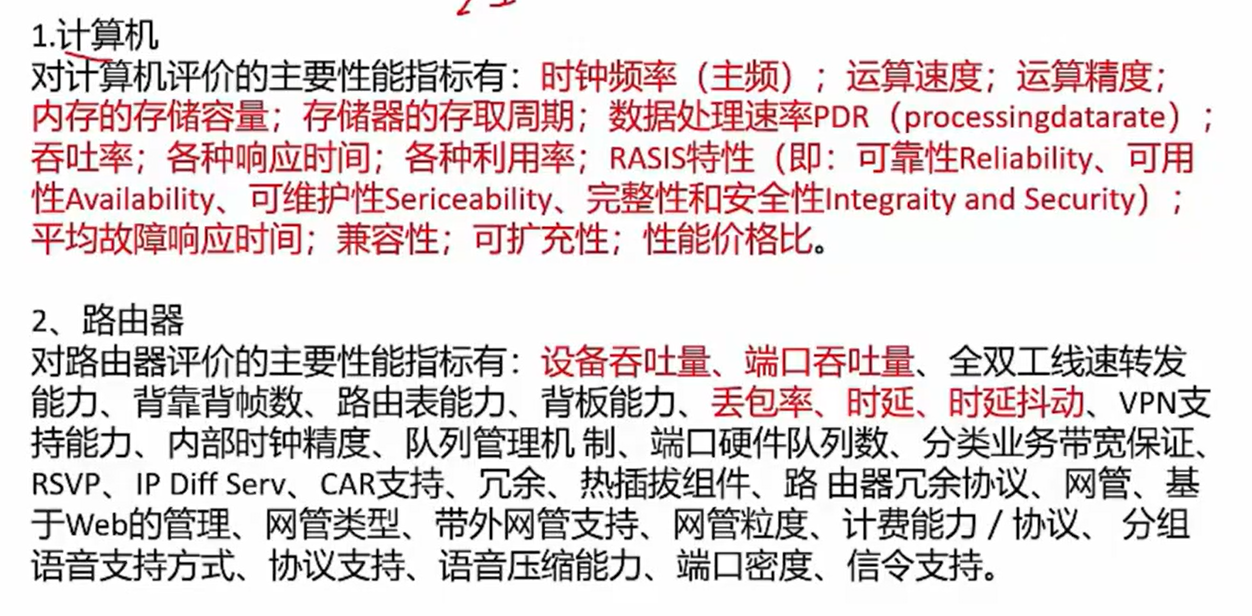 1.计算机
对计算机评价的主要性能指标有：时钟频率（主频）；运算速度；运算精度；
内存的存储容量；存储器的存取周期；数据处理速率PDR（processingdatarate）；
吞吐率；各种响应时间；各种利用率；RASIS特性（即：可靠性Reliability、可用
性Availability、可维护性Sericeability、完整性和安全性Integraity and Security）；
平均故障响应时间；兼容性；可扩充性；性能价格比。
2、路由器
对路由器评价的主要性能指标有：设备吞吐量、端口吞吐量、全双工线速转发
能力、背靠背帧数、路由表能力、背板能力、丢包率、时延、时延抖动、VPN支
持能力、内部时钟精度、队列管理机 制、端口硬件队列数、分类业务带宽保证、
RSVP、IP Diff Serv、CAR支持、冗余、热插拔组件、路 由器冗余协议、网管、基
于Web的管理、网管类型、带外网管支持、网管粒度、计费能力 / 协议、 分组
语音支持方式、协议支持、语音压缩能力、端口密度、信令支持。